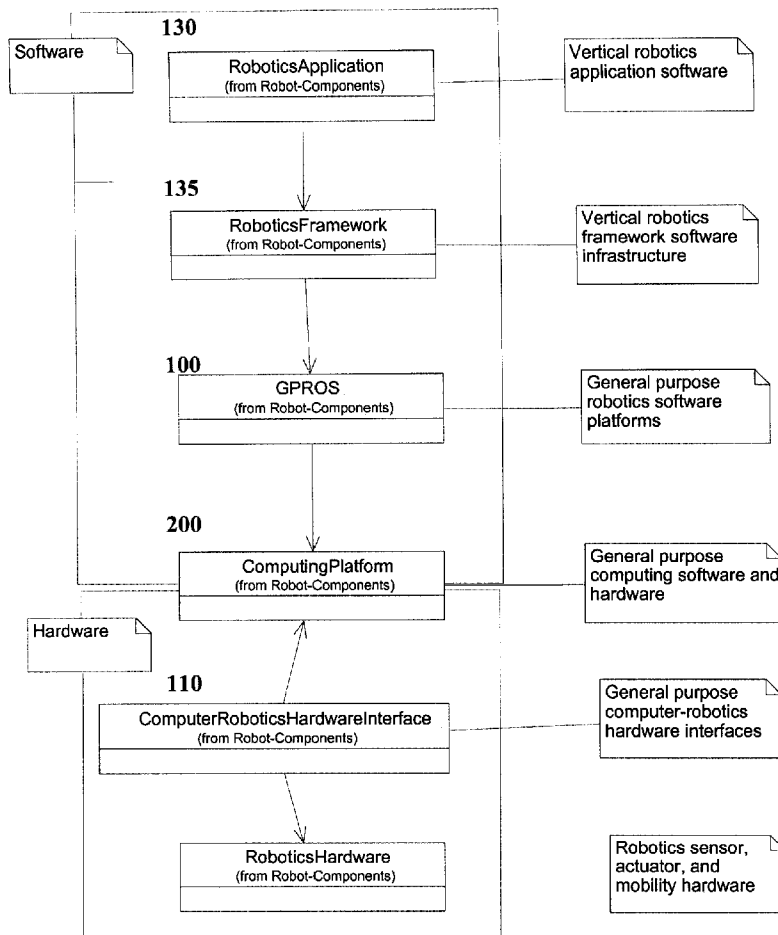 130
Software
RoboticsApplication
(from Robot-Components)
Vertical robotics
application software
135
RoboticsFramework
(from Robot-Components)
Vertical robotics
framework software
infrastructure
100
GPROS
(from Robot-Components)
General purpose
robotics software
platforms
200
ComputingPlatform
(from Robot-Components)
General purpose
computing software and
hardware
Hardware
110
ComputerRoboticsHardwareInterface
(from Robot-Components)
General purpose
computer-robotics
hardware interfaces
RoboticsHardware
(from Robot-Components)
Robotics sensor,
actuator, and
mobility hardware